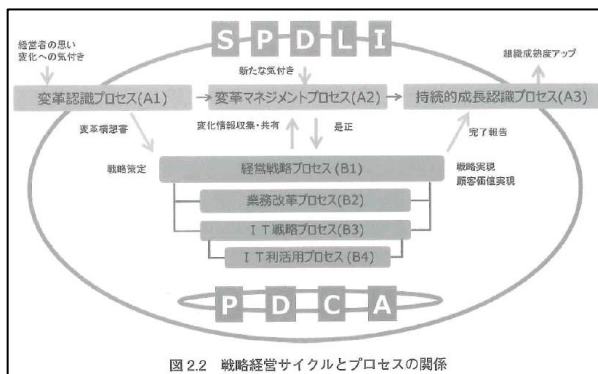 SPDLI
経営者の思い
変化への気付き
新たな気付き
組織成熟度アップ
変革認識プロセス(A1)
変革マネジメントプロセス(A2)
持続的成長認識プロセス(A3)
変革構想書
変化情報収集・共有
是正
完了報告
戦略策定
経営戦略プロセス(B1)
戦略実現
顧客価値実現
業務改革プロセス(B2)
IT戦略プロセス(B3)
IT利活用プロセス(B4)
PDCA
図2.2 戦略経営サイクルとプロセスの関係